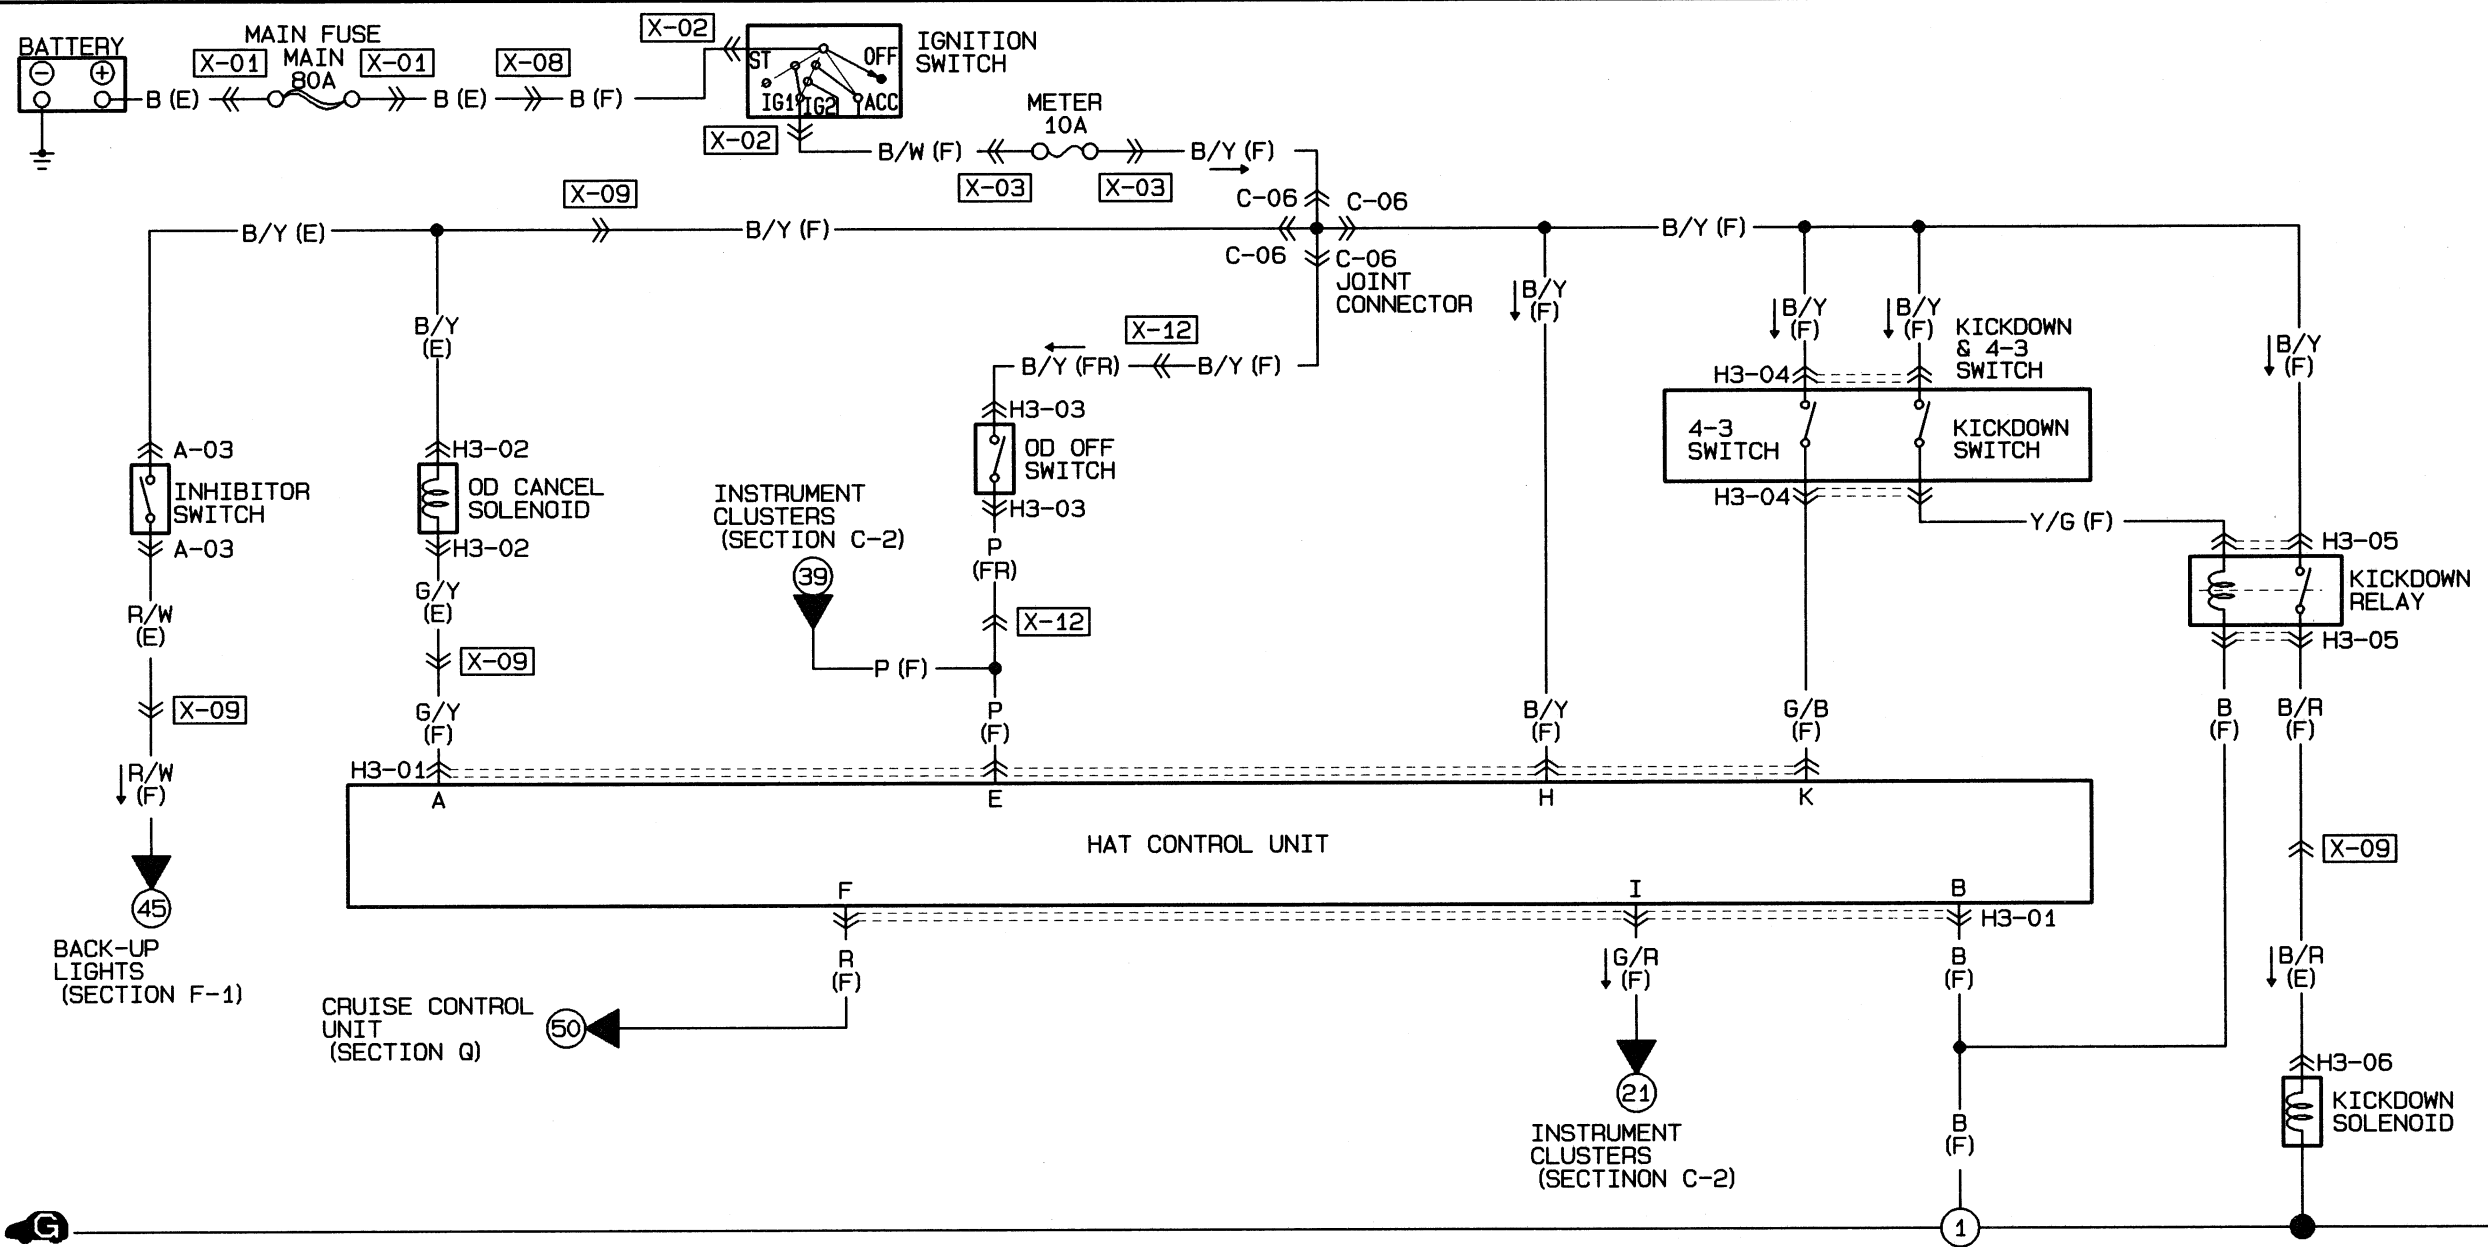 BATTERY
MAIN FUSE
MAIN
80A
X-01
X-01
X-08
X-02
B (E)
B (E)
B (F)
ST
OFF
IG1
IG2
ACC
IGNITION
SWITCH
X-02
B/W (F)
METER
10A
B/Y (F)
X-03
X-03
X-09
C-06
C-06
B/Y (E)
B/Y (F)
B/Y (F)
C-06
C-06
JOINT
CONNECTOR
X-12
B/Y (FR)
B/Y (F)
B/Y
(E)
B/Y
(F)
B/Y
(F)
B/Y
(F)
KICKDOWN
& 4-3
SWITCH
B/Y
(F)
H3-04
4-3
SWITCH
KICKDOWN
SWITCH
H3-04
Y/G (F)
A-03
INHIBITOR
SWITCH
A-03
H3-02
OD CANCEL
SOLENOID
H3-02
H3-03
OD OFF
SWITCH
H3-03
INSTRUMENT
CLUSTERS
(SECTION C-2)
39
P
(FR)
X-12
P (F)
P
(F)
H3-05
KICKDOWN
RELAY
H3-05
R/W
(E)
X-09
R/W
(F)
45
BACK-UP
LIGHTS
(SECTION F-1)
G/Y
(E)
X-09
G/Y
(F)
B/Y
(F)
G/B
(F)
B
(F)
B/R
(F)
H3-01
A
E
H
K
HAT CONTROL UNIT
F
I
B
H3-01
X-09
R
(F)
G/R
(F)
B
(F)
B/R
(E)
CRUISE CONTROL
UNIT
(SECTION Q)
50
21
INSTRUMENT
CLUSTERS
(SECTINON C-2)
B
(F)
H3-06
KICKDOWN
SOLENOID
G
1